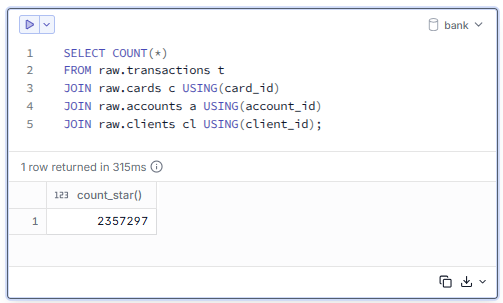 bank
1 SELECT COUNT(*)
2 FROM raw.transactions t
3 JOIN raw.cards c USING(card_id)
4 JOIN raw.accounts a USING(account_id)
5 JOIN raw.clients cl USING(client_id);
1 row returned in 315ms
123 count_star()
1 2357297